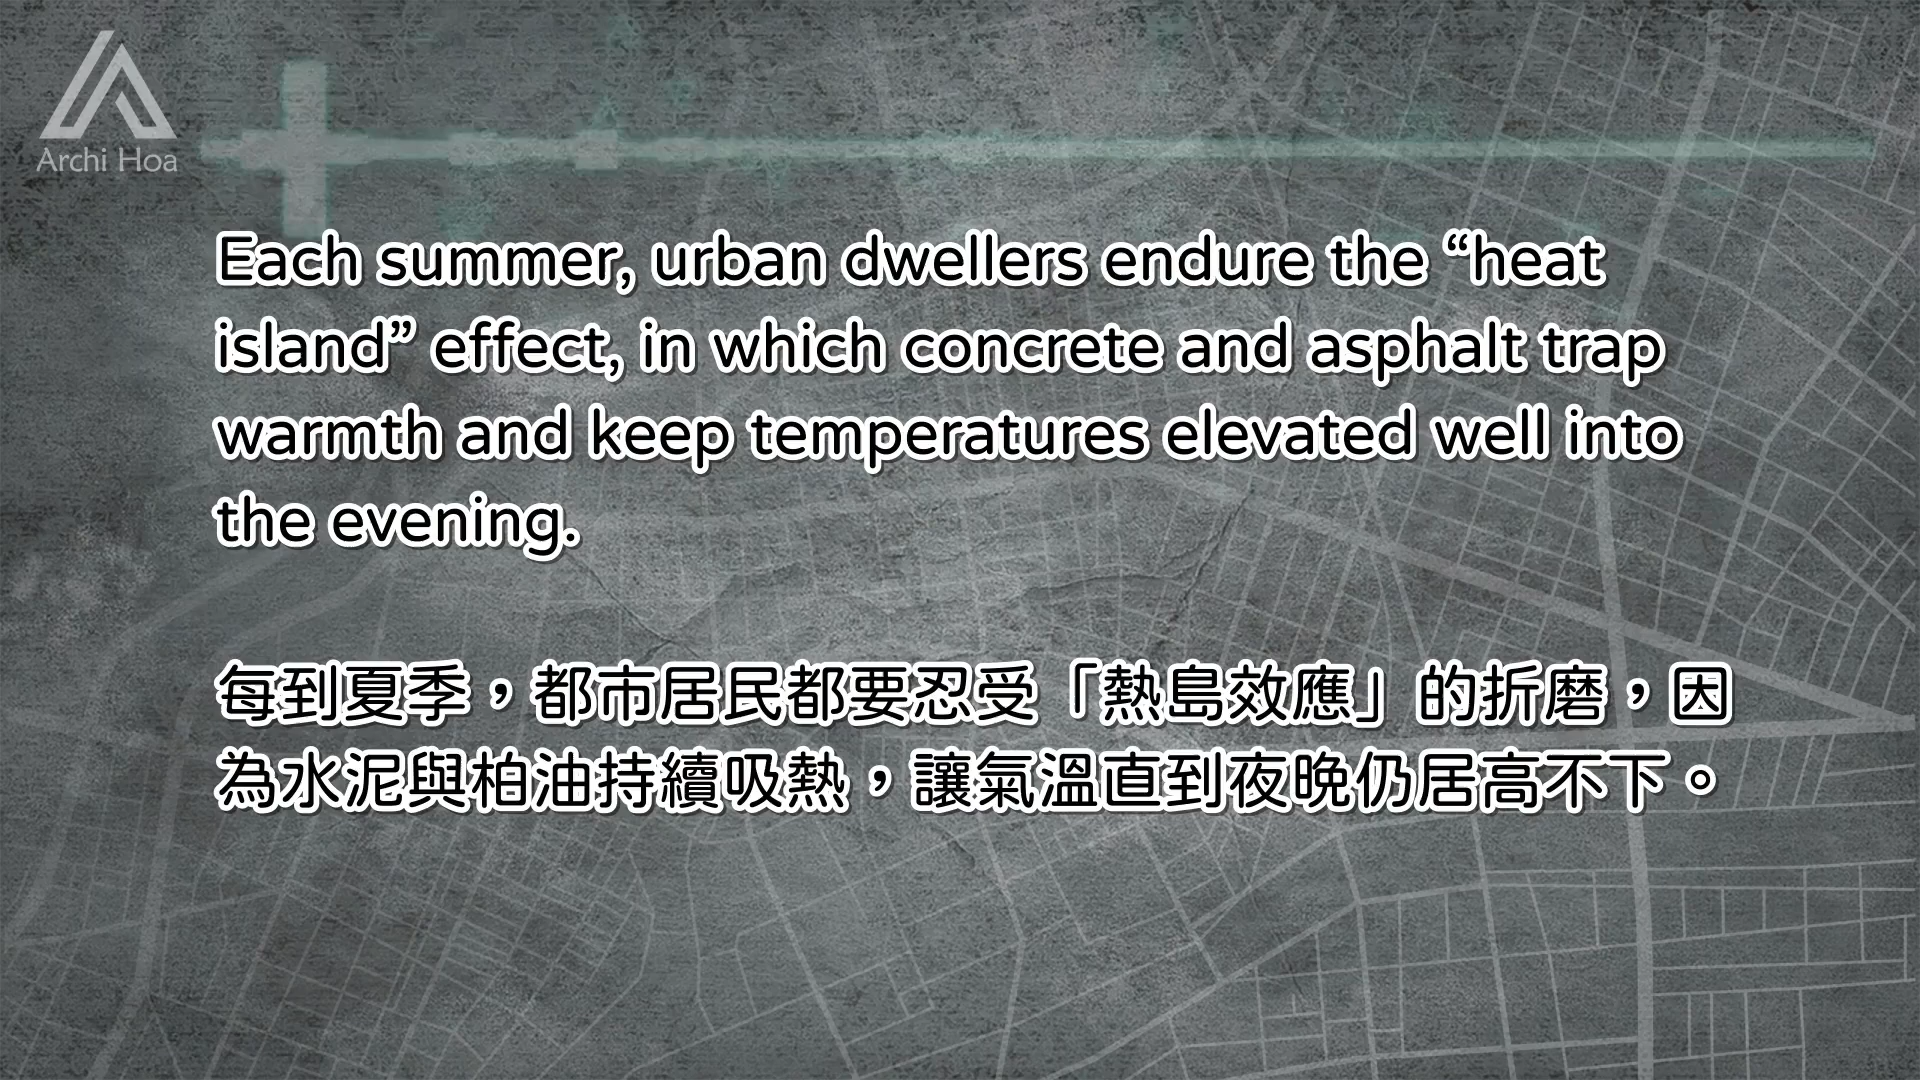 Archi Hoa
Each summer, urban dwellers endure the “heat
island” effect, in which concrete and asphalt trap
warmth and keep temperatures elevated well into
the evening.
每到夏季，都市居民都要忍受「熱島效應」的折磨，因
為水泥與柏油持續吸熱，讓氣溫直到夜晚仍居高不下。